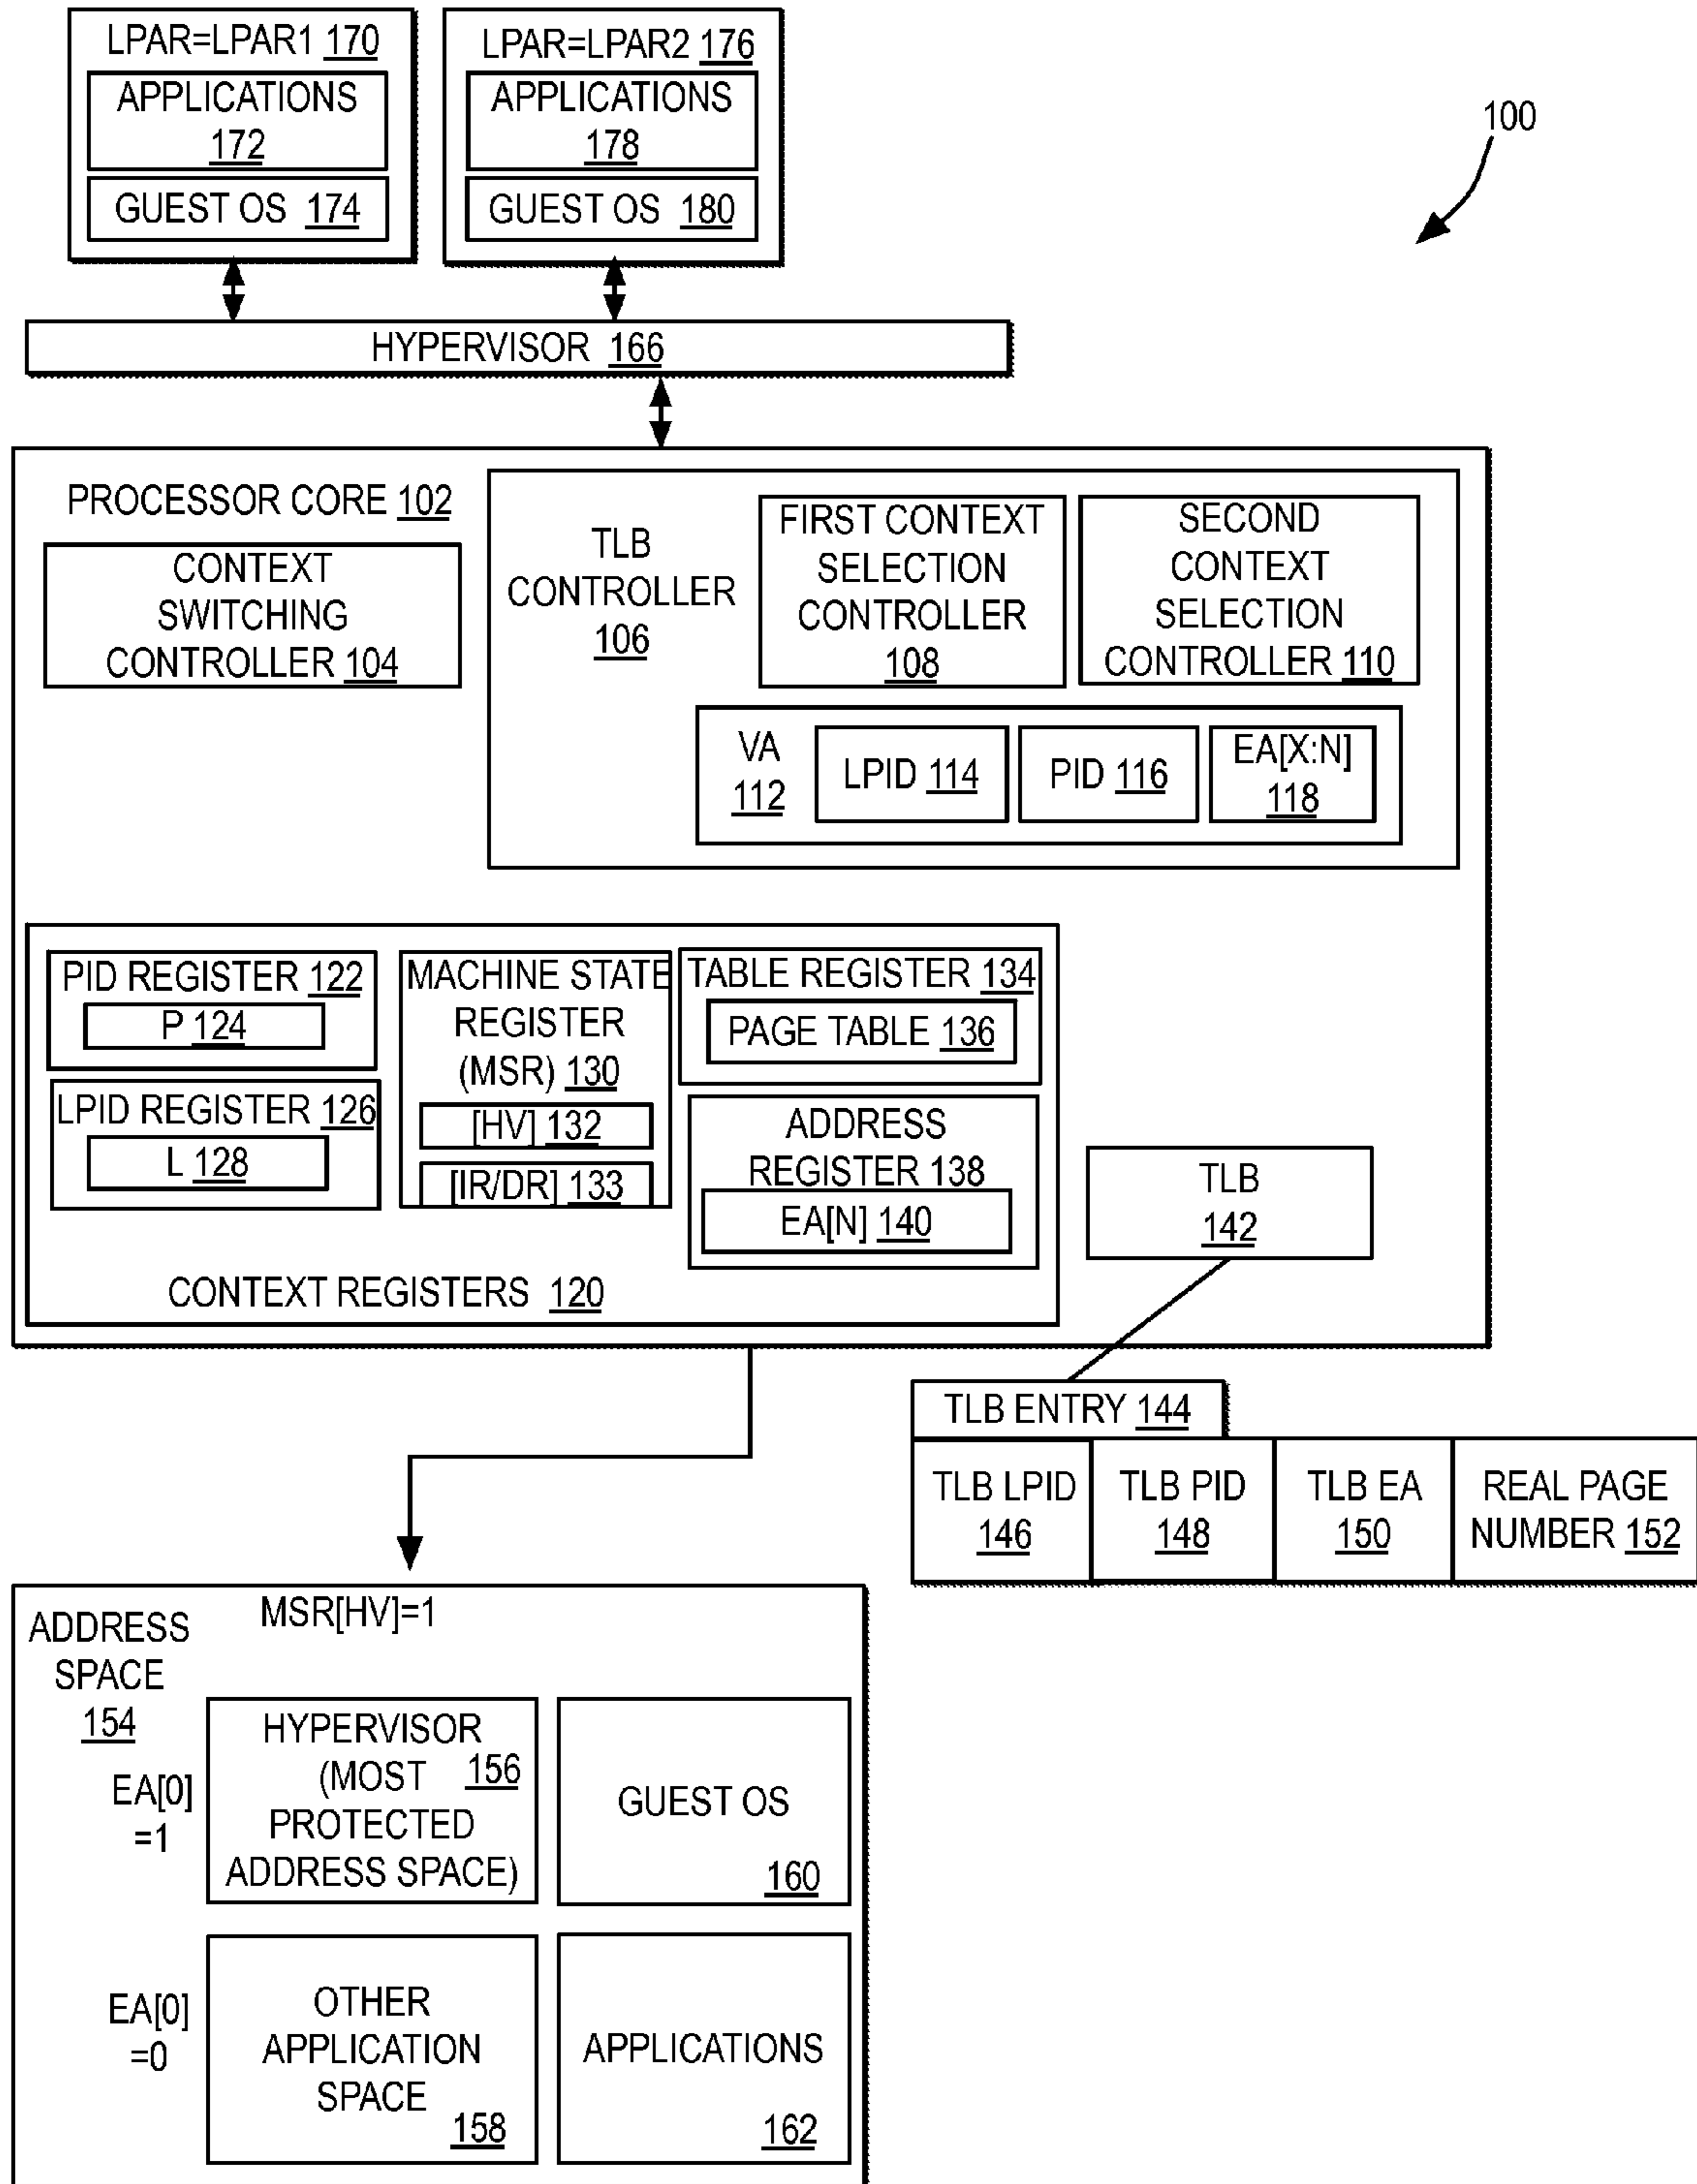 LPAR=LPAR1 170
APPLICATIONS
172
GUEST OS 174
LPAR=LPAR2 176
APPLICATIONS
178
GUEST OS 180
100
HYPERVISOR 166
PROCESSOR CORE 102
CONTEXT
SWITCHING
CONTROLLER 104
TLB
CONTROLLER
106
FIRST CONTEXT
SELECTION
CONTROLLER
108
SECOND
CONTEXT
SELECTION
CONTROLLER 110
VA
112
LPID 114
PID 116
EA[X:N]
118
PID REGISTER 122
P 124
LPID REGISTER 126
L 128
MACHINE STATE
REGISTER
(MSR) 130
[HV] 132
[IR/DR] 133
TABLE REGISTER 134
PAGE TABLE 136
ADDRESS
REGISTER 138
EA[N] 140
CONTEXT REGISTERS 120
TLB
142
TLB ENTRY 144
TLB LPID
146
TLB PID
148
TLB EA
150
REAL PAGE
NUMBER 152
ADDRESS
SPACE
154
MSR[HV]=1
EA[0]
=1
HYPERVISOR
(MOST 156
PROTECTED
ADDRESS SPACE)
GUEST OS
160
EA[0]
=0
OTHER
APPLICATION
SPACE
158
APPLICATIONS
162